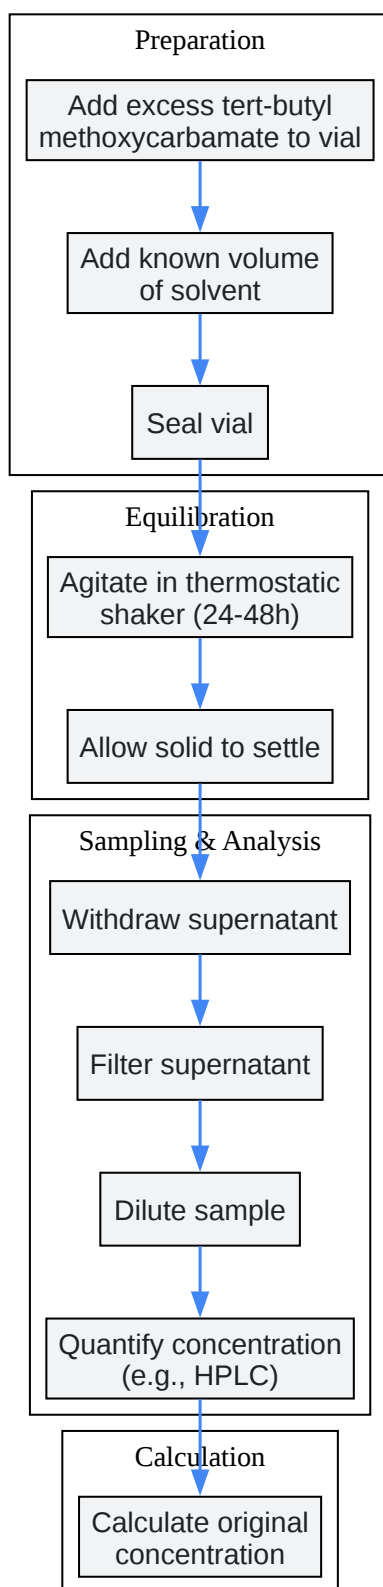 Preparation
Add excess tert-butyl
methoxycarbamate to vial
Add known volume
of solvent
Seal vial
Equilibration
Agitate in thermostatic
shaker (24-48h)
Allow solid to settle
Sampling & Analysis
Withdraw supernatant
Filter supernatant
Dilute sample
Quantify concentration
(e.g., HPLC)
Calculation
Calculate original
concentration